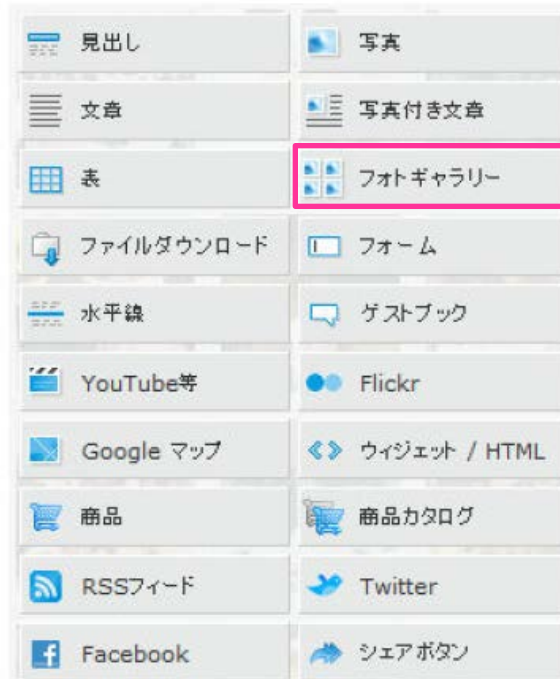 見出し
写真
文章
写真付き文章
表
フォトギャラリー
ファイルダウンロード
フォーム
水平線
ゲストブック
YouTube等
Flickr
Google マップ
ウィジェット / HTML
商品
商品カタログ
RSSフィード
Twitter
Facebook
シェアボタン